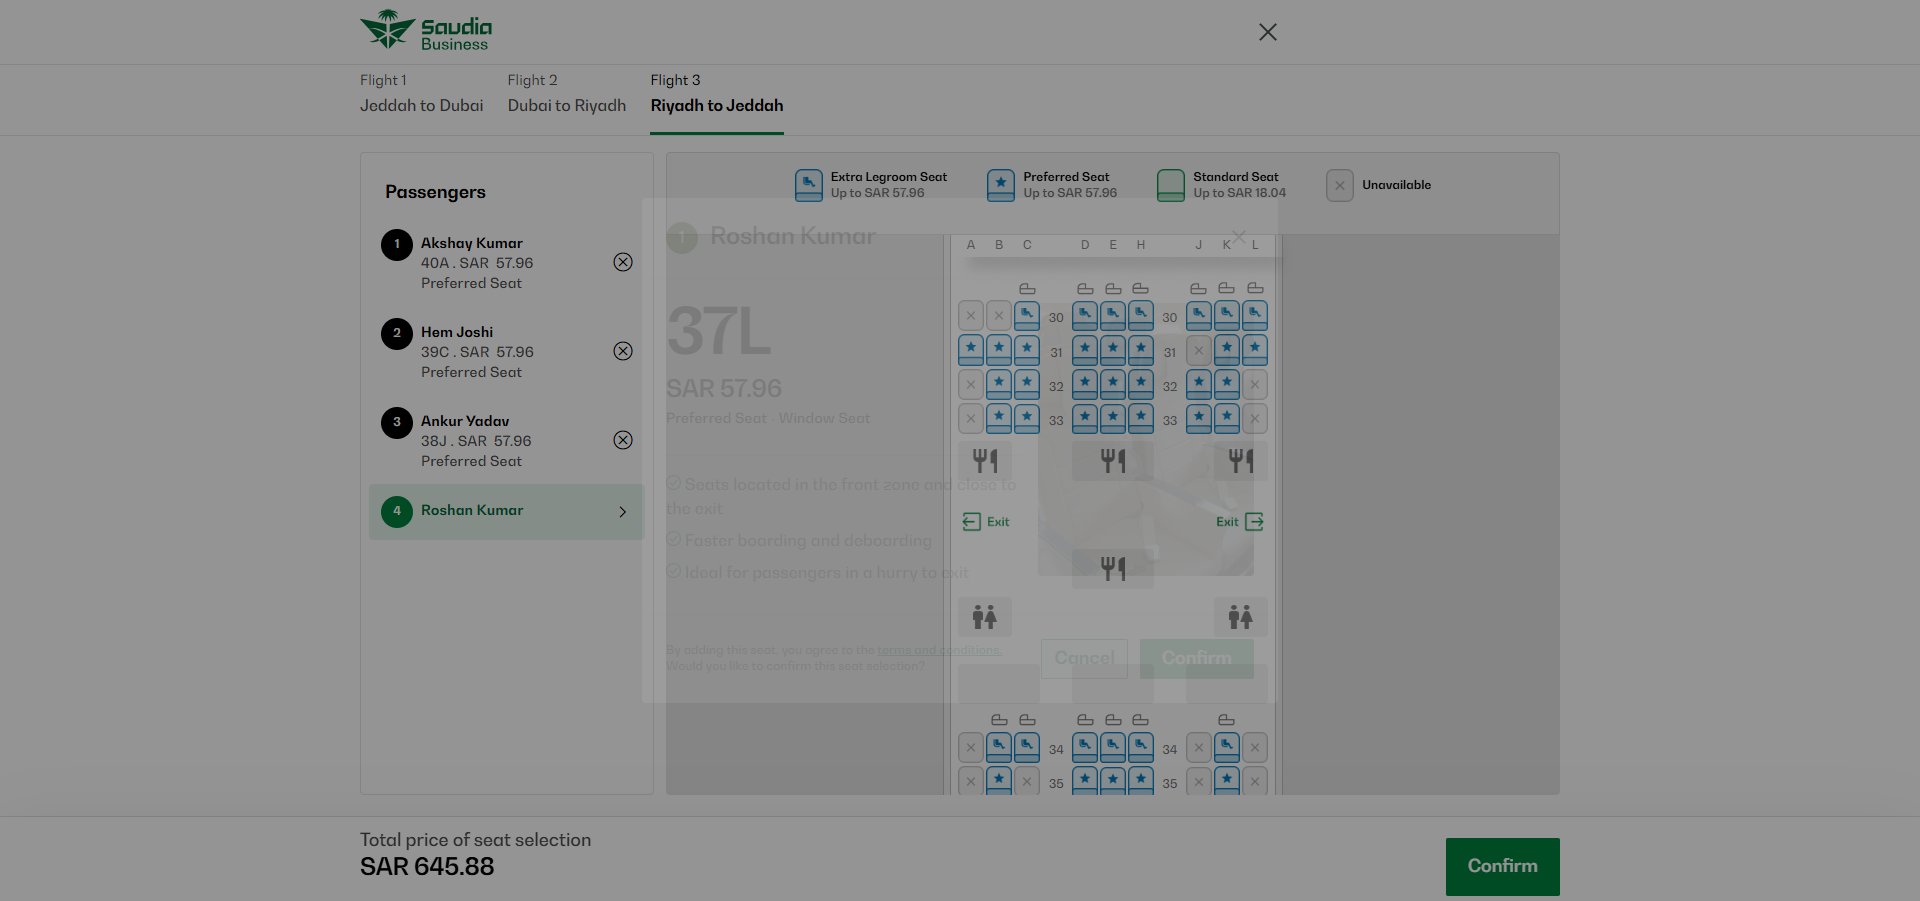 Saudia
Business
Flight 1
Jeddah to Dubai
Flight 2
Dubai to Riyadh
Flight 3
Riyadh to Jeddah
Passengers
1
Akshay Kumar
40A . SAR 57.96
Preferred Seat
2
Hem Joshi
39C . SAR 57.96
Preferred Seat
3
Ankur Yadav
38J . SAR 57.96
Preferred Seat
4
Roshan Kumar
Extra Legroom Seat
Up to SAR 57.96
Preferred Seat
Up to SAR 57.96
Standard Seat
Up to SAR 18.04
Unavailable
1 Roshan Kumar
37L
SAR 57.96
Preferred Seat - Window Seat
Seats located in the front zone and close to
the exit
Faster boarding and deboarding
Ideal for passengers in a hurry to exit
By adding this seat, you agree to the terms and conditions.
Would you like to confirm this seat selection?
Cancel
Confirm
A B C D E H J K L
30 30
31 31
32 32
33 33
Exit Exit
34 34
35 35
Total price of seat selection
SAR 645.88
Confirm